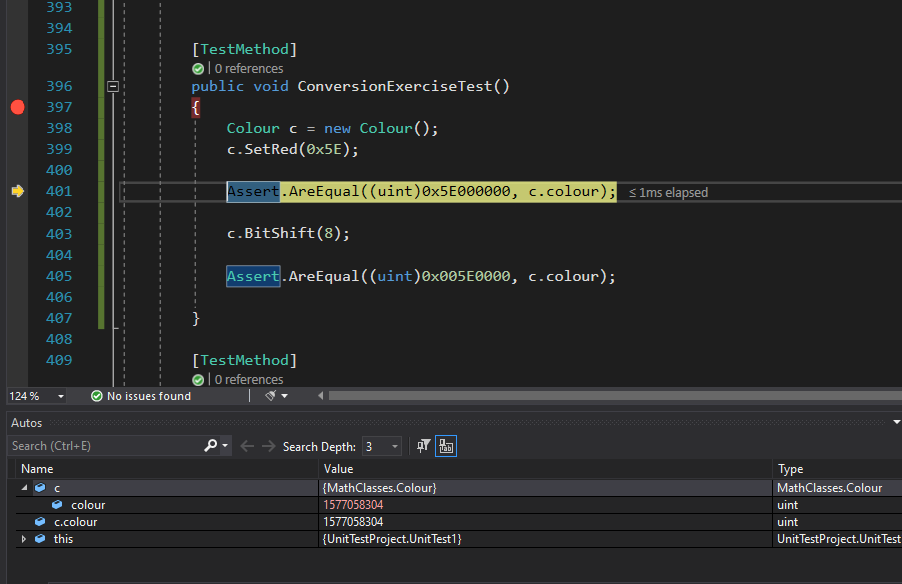 393
394
395 [TestMethod]
0 references
396 public void ConversionExerciseTest()
397 {
398 Colour c = new Colour();
399 c.SetRed(0x5E);
400
401 Assert.AreEqual((uint)0x5E000000, c.colour); ≤ 1ms elapsed
402
403 c.BitShift(8);
404
405 Assert.AreEqual((uint)0x005E0000, c.colour);
406
407 }
408
409 [TestMethod]
0 references
124 % No issues found
Autos
Search (Ctrl+E) Search Depth: 3
Name Value Type
c {MathClasses.Colour} MathClasses.Colour
colour 1577058304 uint
c.colour 1577058304 uint
this {UnitTestProject.UnitTest1} UnitTestProject.UnitTest